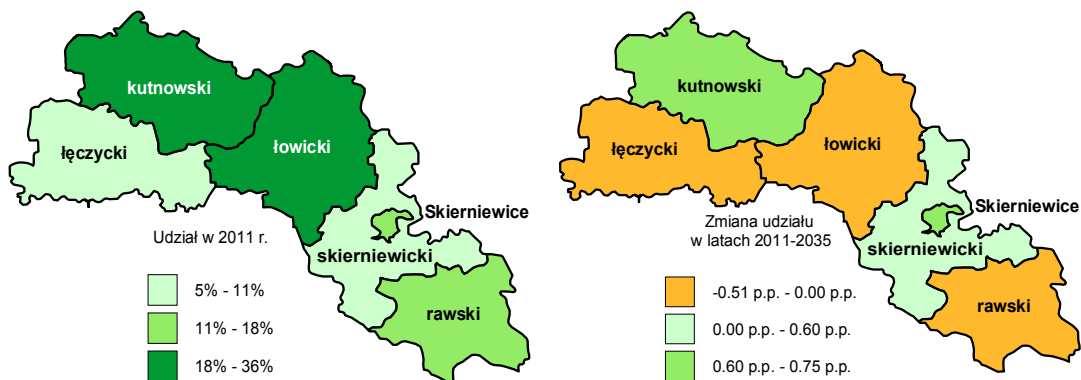 kutnowski
łęczycki
łowicki
Skierniewice
Udział w 2011 r.
skierniewicki
rawski
5% - 11%
11% - 18%
18% - 36%
kutnowski
łęczycki
łowicki
Skierniewice
Zmiana udziału
w latach 2011-2035
skierniewicki
rawski
-0.51 p.p. - 0.00 p.p.
0.00 p.p. - 0.60 p.p.
0.60 p.p. - 0.75 p.p.